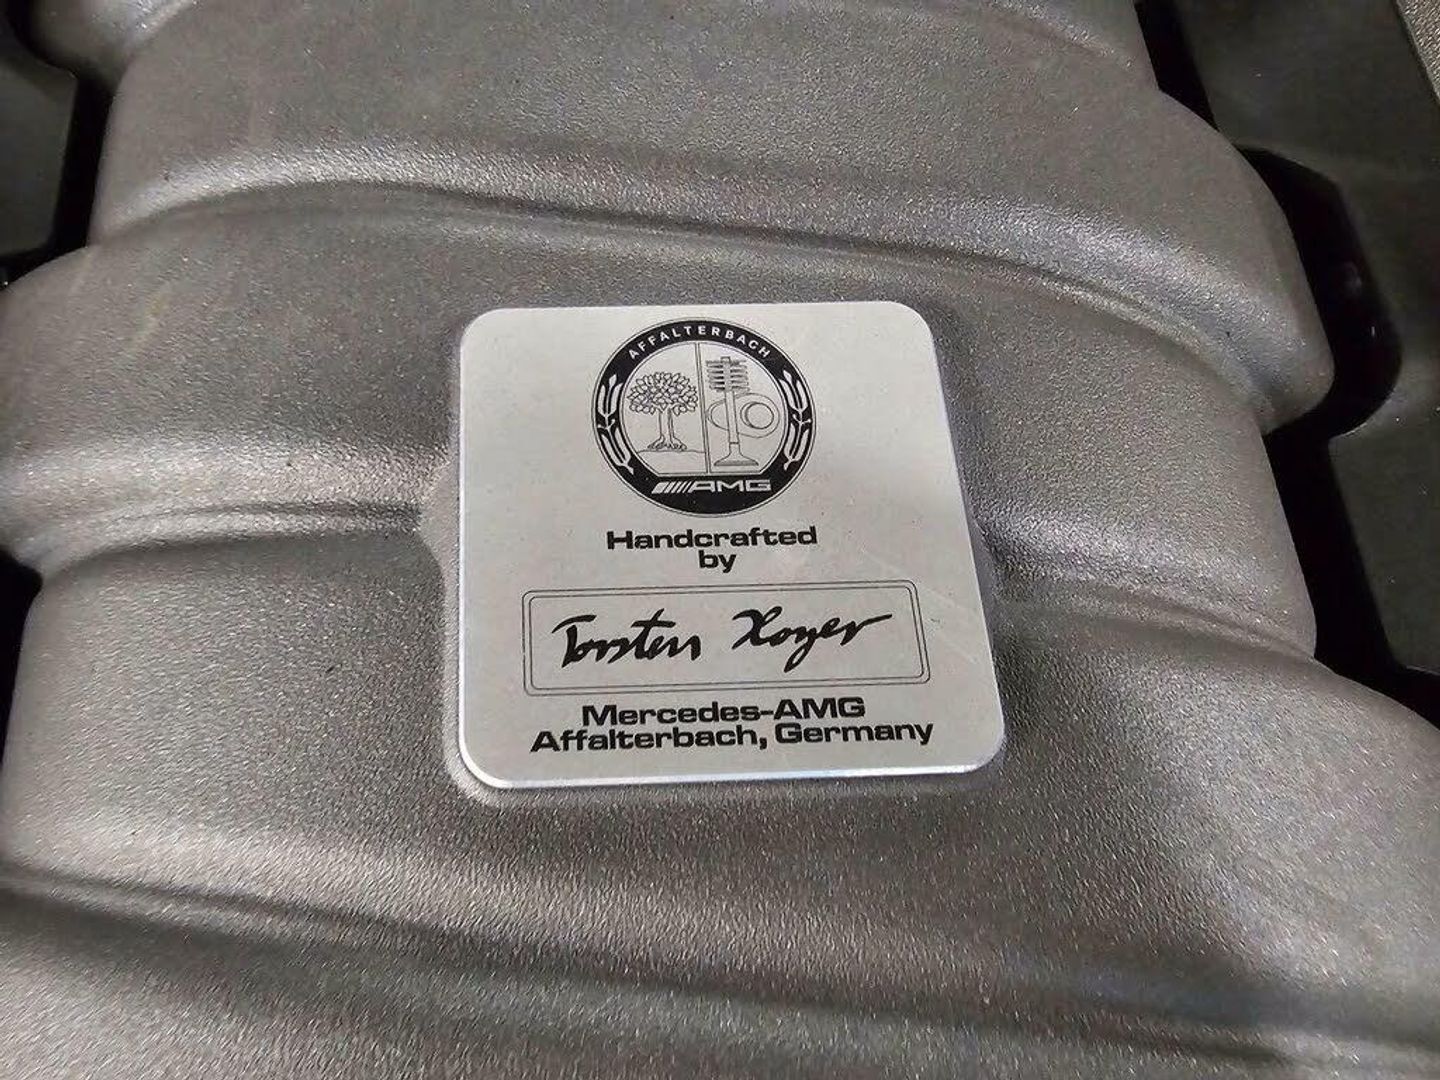 AFFALTERBACH
AMG
Handcrafted
by
Torsten Hoyer
Mercedes-AMG
Affalterbach, Germany